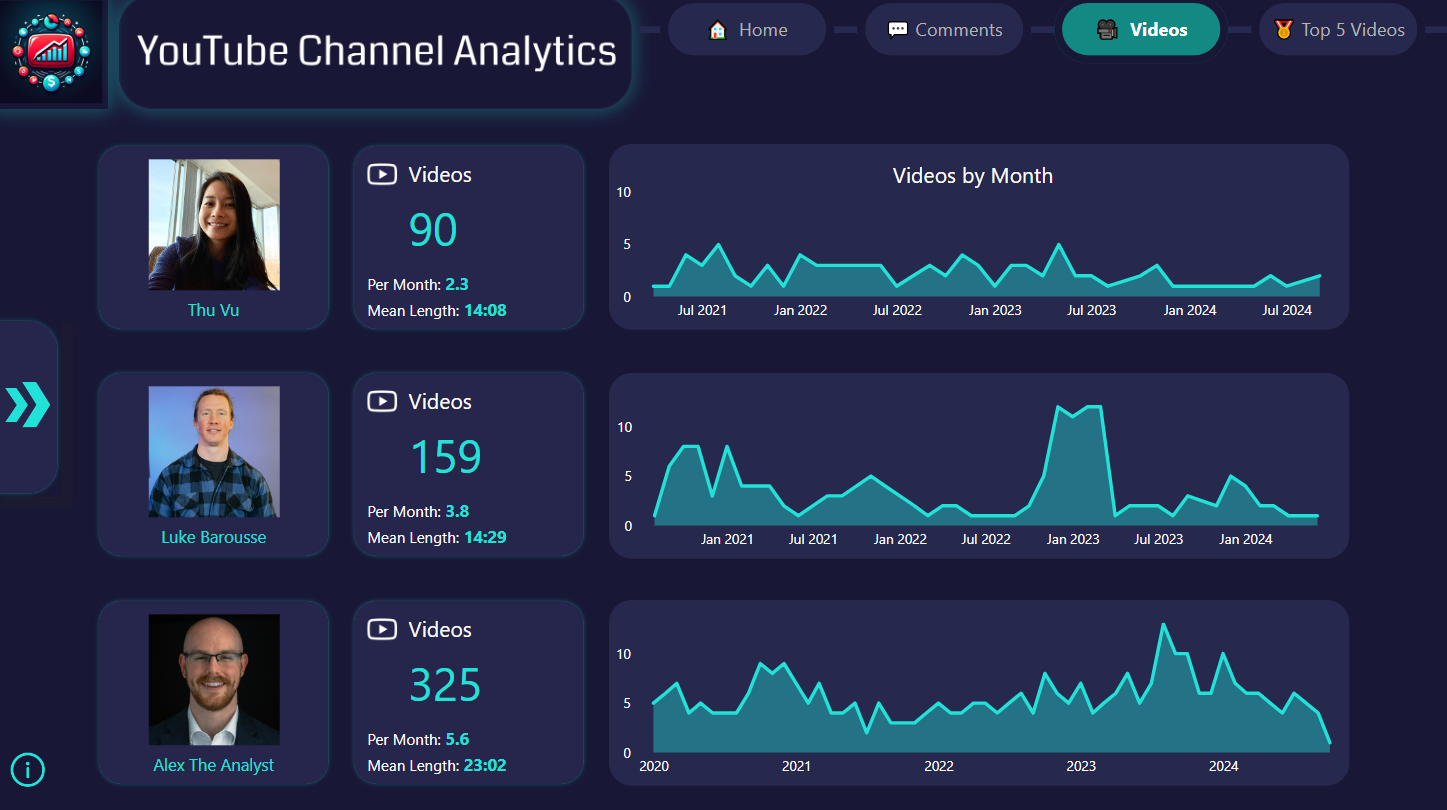 YouTube Channel Analytics
Home
Comments
Videos
Top 5 Videos
Thu Vu
Videos
90
Per Month: 2.3
Mean Length: 14:08
Videos by Month
10
5
0
Jul 2021 Jan 2022 Jul 2022 Jan 2023 Jul 2023 Jan 2024 Jul 2024
Luke Barousse
Videos
159
Per Month: 3.8
Mean Length: 14:29
10
5
0
Jan 2021 Jul 2021 Jan 2022 Jul 2022 Jan 2023 Jul 2023 Jan 2024
Alex The Analyst
Videos
325
Per Month: 5.6
Mean Length: 23:02
10
5
0
2020 2021 2022 2023 2024